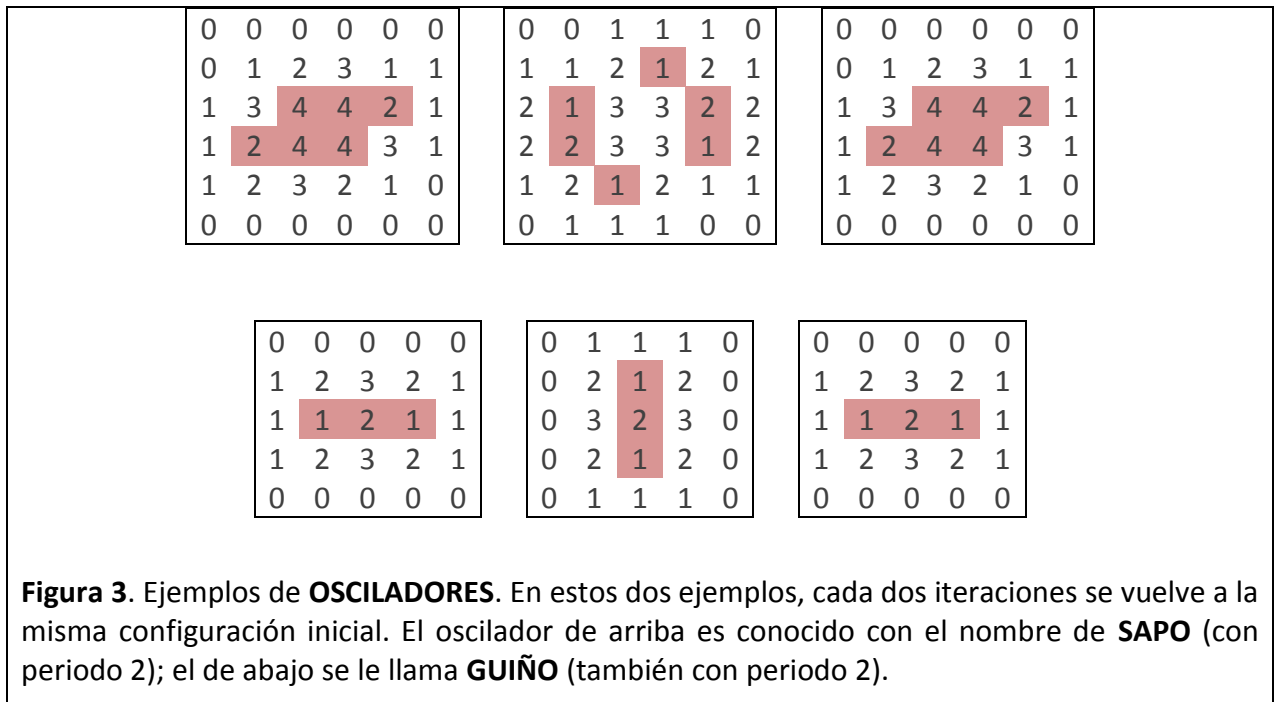 0 0 0 0 0 0 0 0 1 1 1 0 0 0 0 0 0 0
0 1 2 3 1 1 1 1 2 1 2 1 0 1 2 3 1 1
1 3 4 4 2 1 2 1 3 3 2 2 1 3 4 4 2 1
1 2 4 4 3 1 2 2 3 3 1 2 1 2 4 4 3 1
1 2 3 2 1 0 1 2 1 2 1 1 1 2 3 2 1 0
0 0 0 0 0 0 0 1 1 1 0 0 0 0 0 0 0 0
0 0 0 0 0 0 1 1 1 0 0 0 0 0 0
1 2 3 2 1 0 2 1 2 0 1 2 3 2 1
1 1 2 1 1 0 3 2 3 0 1 1 2 1 1
1 2 3 2 1 0 2 1 2 0 1 2 3 2 1
0 0 0 0 0 0 1 1 1 0 0 0 0 0 0
Figura 3. Ejemplos de OSCILADORES. En estos dos ejemplos, cada dos iteraciones se vuelve a la
misma configuración inicial. El oscilador de arriba es conocido con el nombre de SAPO (con
periodo 2); el de abajo se le llama GUIÑO (también con periodo 2).